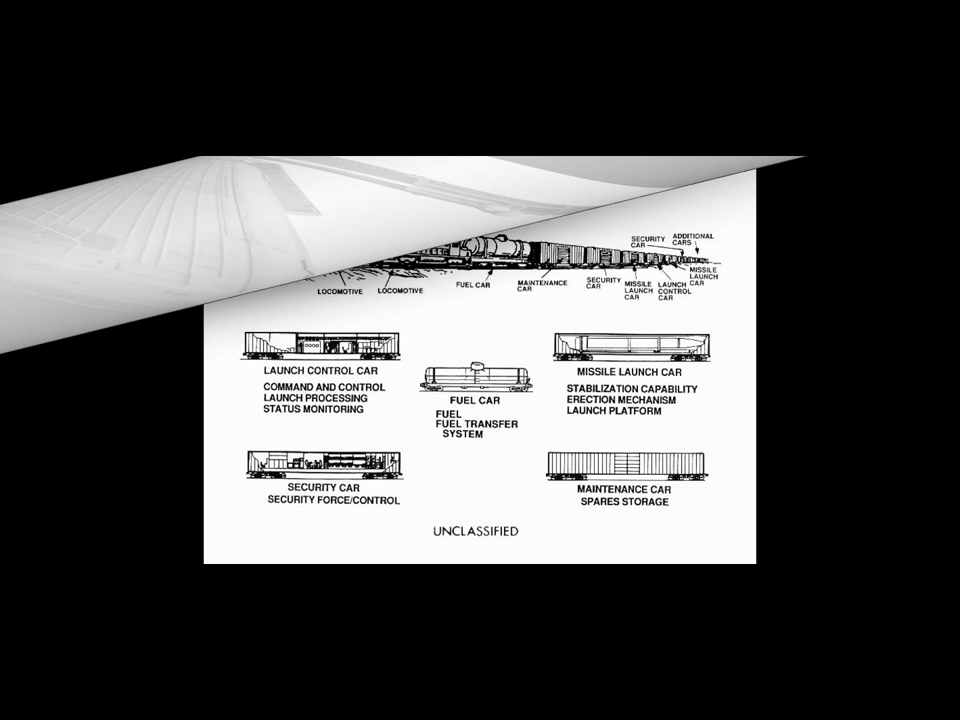 SECURITY
CAR
ADDITIONAL
CARS
LOCOMOTIVE
LOCOMOTIVE
FUEL CAR
MAINTENANCE
CAR
SECURITY
CAR
MISSILE
LAUNCH
CAR
LAUNCH
CONTROL
CAR
MISSILE
LAUNCH
CAR
LAUNCH CONTROL CAR
COMMAND AND CONTROL
LAUNCH PROCESSING
STATUS MONITORING
FUEL CAR
FUEL
FUEL TRANSFER
SYSTEM
MISSILE LAUNCH CAR
STABILIZATION CAPABILITY
ERECTION MECHANISM
LAUNCH PLATFORM
SECURITY CAR
SECURITY FORCE/CONTROL
MAINTENANCE CAR
SPARES STORAGE
UNCLASSIFIED